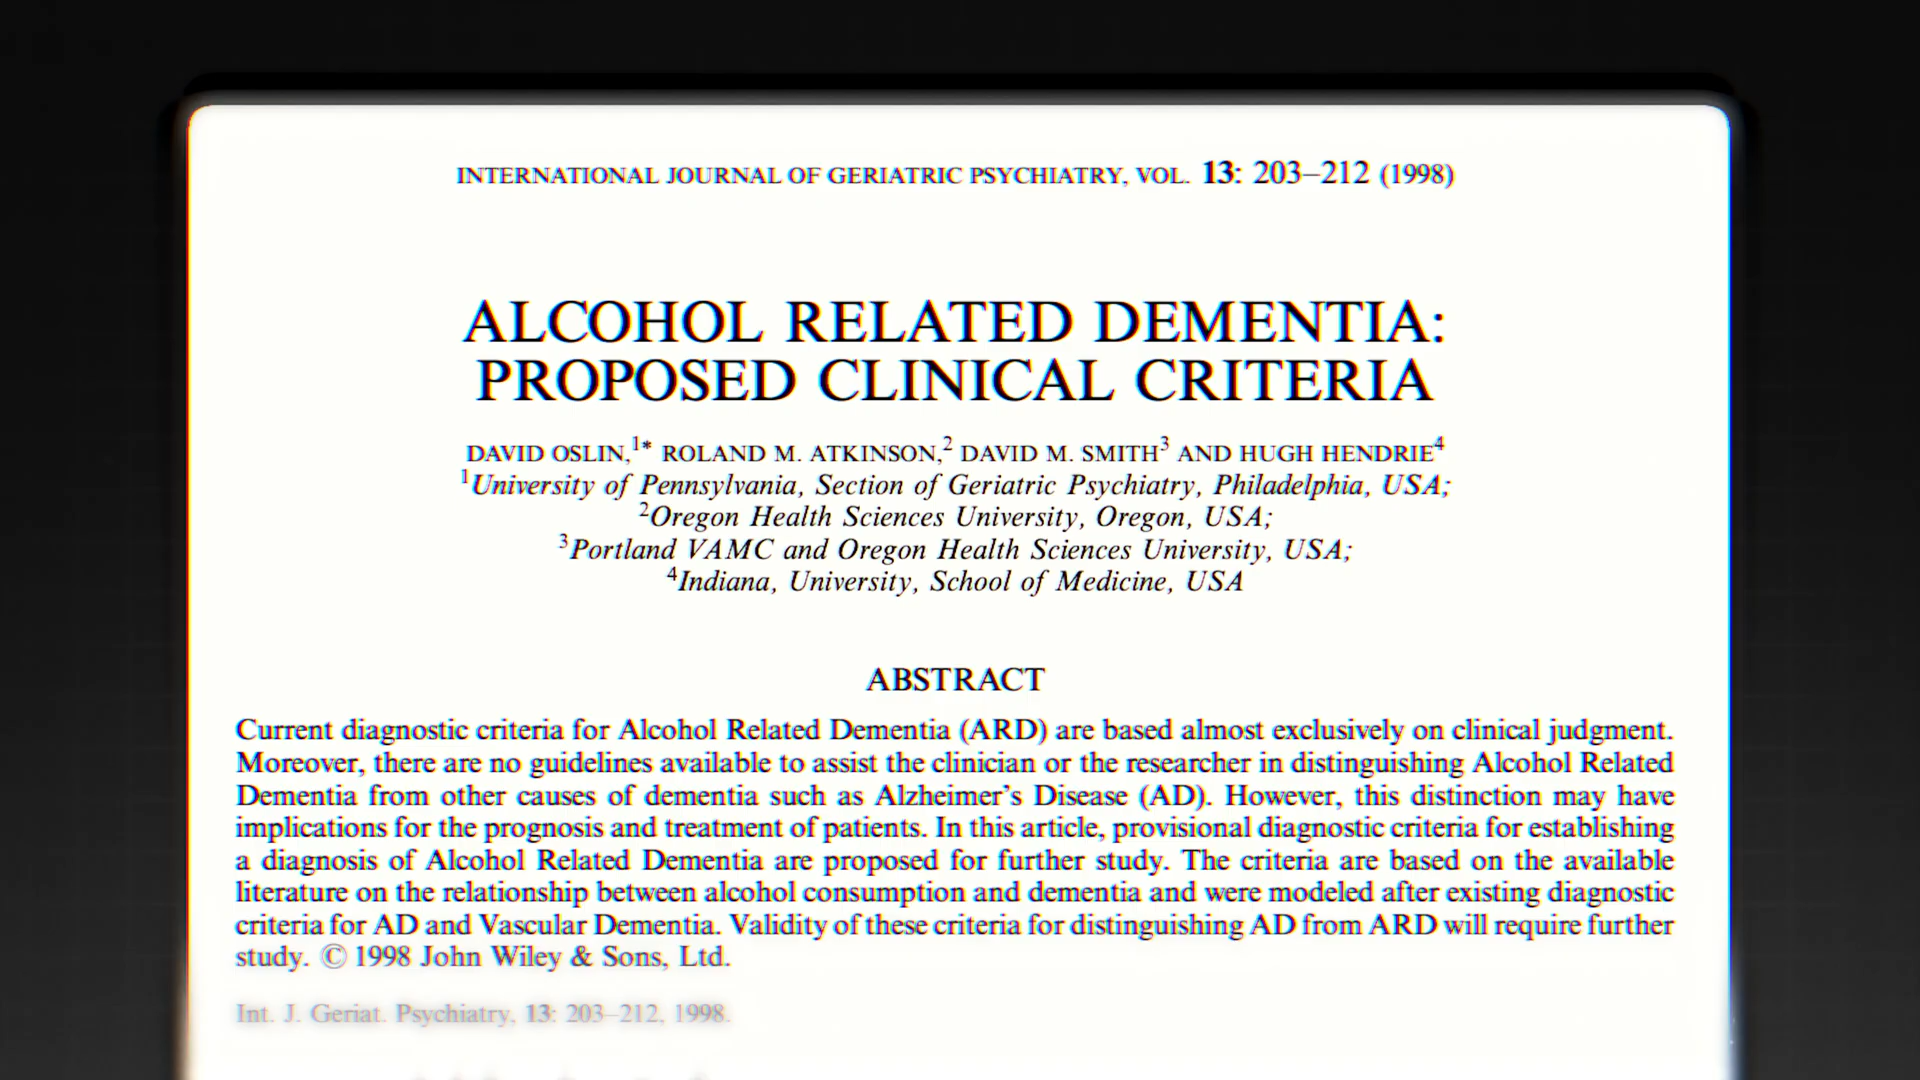 INTERNATIONAL JOURNAL OF GERIATRIC PSYCHIATRY, VOL. 13: 203–212 (1998)
ALCOHOL RELATED DEMENTIA:
PROPOSED CLINICAL CRITERIA
DAVID OSLIN,¹* ROLAND M. ATKINSON,² DAVID M. SMITH³ AND HUGH HENDRIE⁴
¹University of Pennsylvania, Section of Geriatric Psychiatry, Philadelphia, USA;
²Oregon Health Sciences University, Oregon, USA;
³Portland VAMC and Oregon Health Sciences University, USA;
⁴Indiana, University, School of Medicine, USA
ABSTRACT
Current diagnostic criteria for Alcohol Related Dementia (ARD) are based almost exclusively on clinical judgment.
Moreover, there are no guidelines available to assist the clinician or the researcher in distinguishing Alcohol Related
Dementia from other causes of dementia such as Alzheimer's Disease (AD). However, this distinction may have
implications for the prognosis and treatment of patients. In this article, provisional diagnostic criteria for establishing
a diagnosis of Alcohol Related Dementia are proposed for further study. The criteria are based on the available
literature on the relationship between alcohol consumption and dementia and were modeled after existing diagnostic
criteria for AD and Vascular Dementia. Validity of these criteria for distinguishing AD from ARD will require further
study. © 1998 John Wiley & Sons, Ltd.
Int. J. Geriat. Psychiatry, 13: 203–212, 1998.